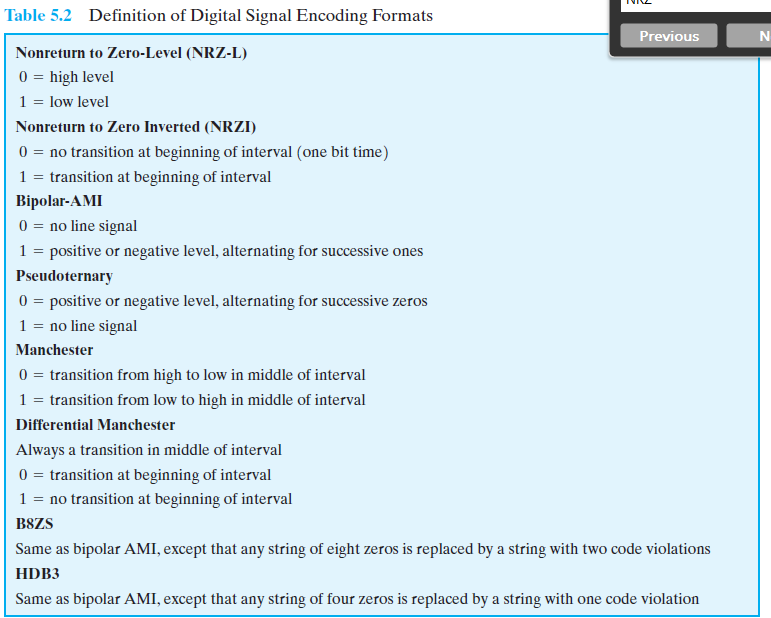 Table 5.2 Definition of Digital Signal Encoding Formats
NRZ
Previous
N
Nonreturn to Zero-Level (NRZ-L)
0 = high level
1 = low level
Nonreturn to Zero Inverted (NRZI)
0 = no transition at beginning of interval (one bit time)
1 = transition at beginning of interval
Bipolar-AMI
0 = no line signal
1 = positive or negative level, alternating for successive ones
Pseudoternary
0 = positive or negative level, alternating for successive zeros
1 = no line signal
Manchester
0 = transition from high to low in middle of interval
1 = transition from low to high in middle of interval
Differential Manchester
Always a transition in middle of interval
0 = transition at beginning of interval
1 = no transition at beginning of interval
B8ZS
Same as bipolar AMI, except that any string of eight zeros is replaced by a string with two code violations
HDB3
Same as bipolar AMI, except that any string of four zeros is replaced by a string with one code violation